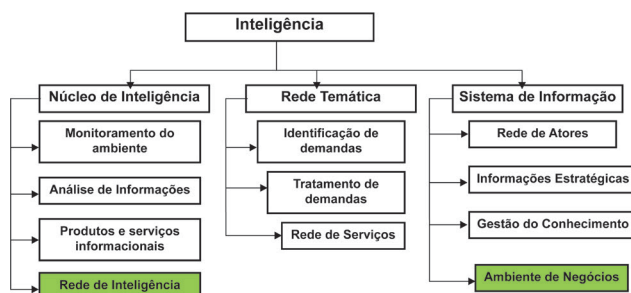 Inteligência
Núcleo de Inteligência
Monitoramento do
ambiente
Análise de Informações
Produtos e serviços
informacionais
Rede de Inteligência
Rede Temática
Identificação de
demandas
Tratamento de
demandas
Rede de Serviços
Sistema de Informação
Rede de Atores
Informações Estratégicas
Gestão do Conhecimento
Ambiente de Negócios